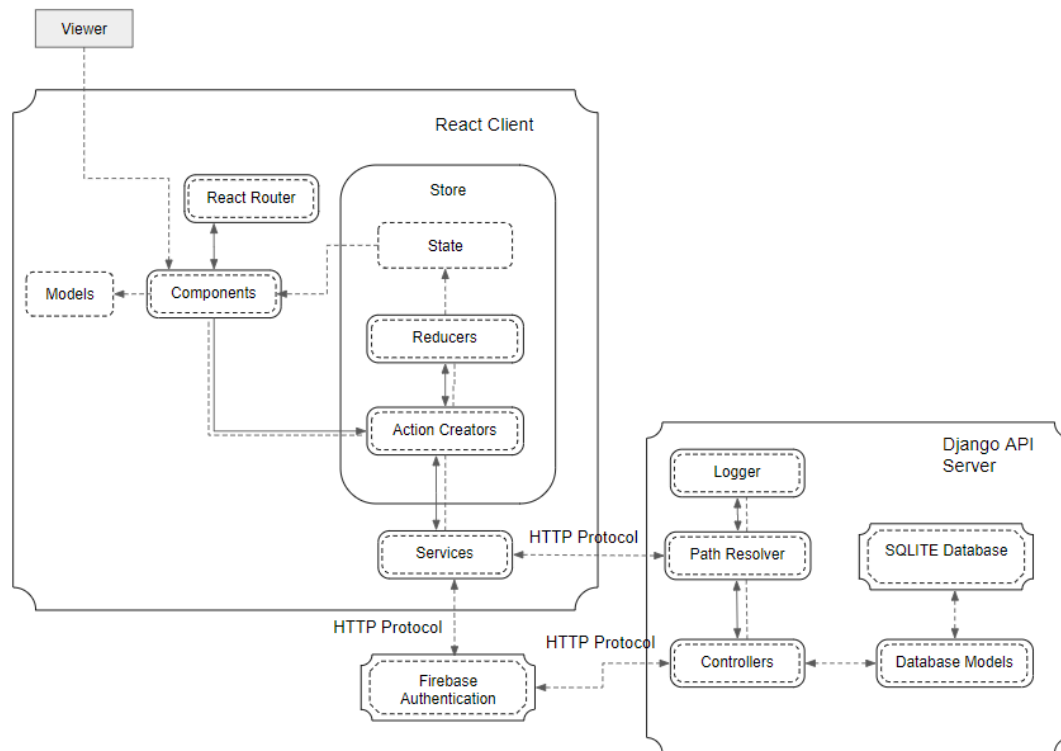 Viewer
React Client
React Router
Store
State
Models
Components
Reducers
Action Creators
Django API
Server
Logger
HTTP Protocol
Services
Path Resolver
SQLITE Database
HTTP Protocol
HTTP Protocol
Firebase
Authentication
Controllers
Database Models